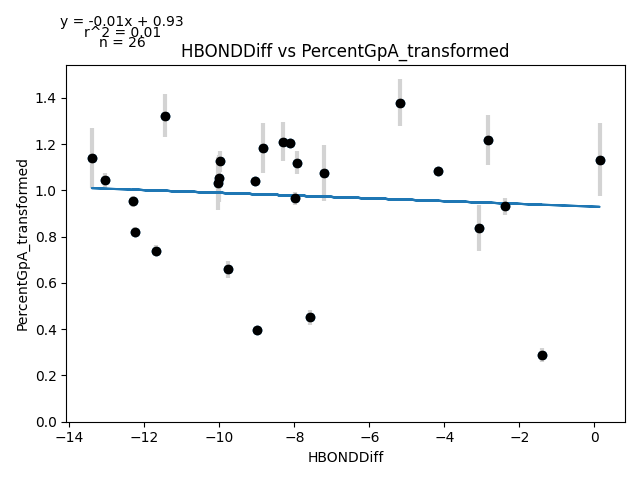 y = -0.01x + 0.93
r^2 = 0.01
n = 26
HBONDDiff vs PercentGpA_transformed
PercentGpA_transformed
1.4
1.2
1.0
0.8
0.6
0.4
0.2
0.0
−14 −12 −10 −8 −6 −4 −2 0
HBONDDiff